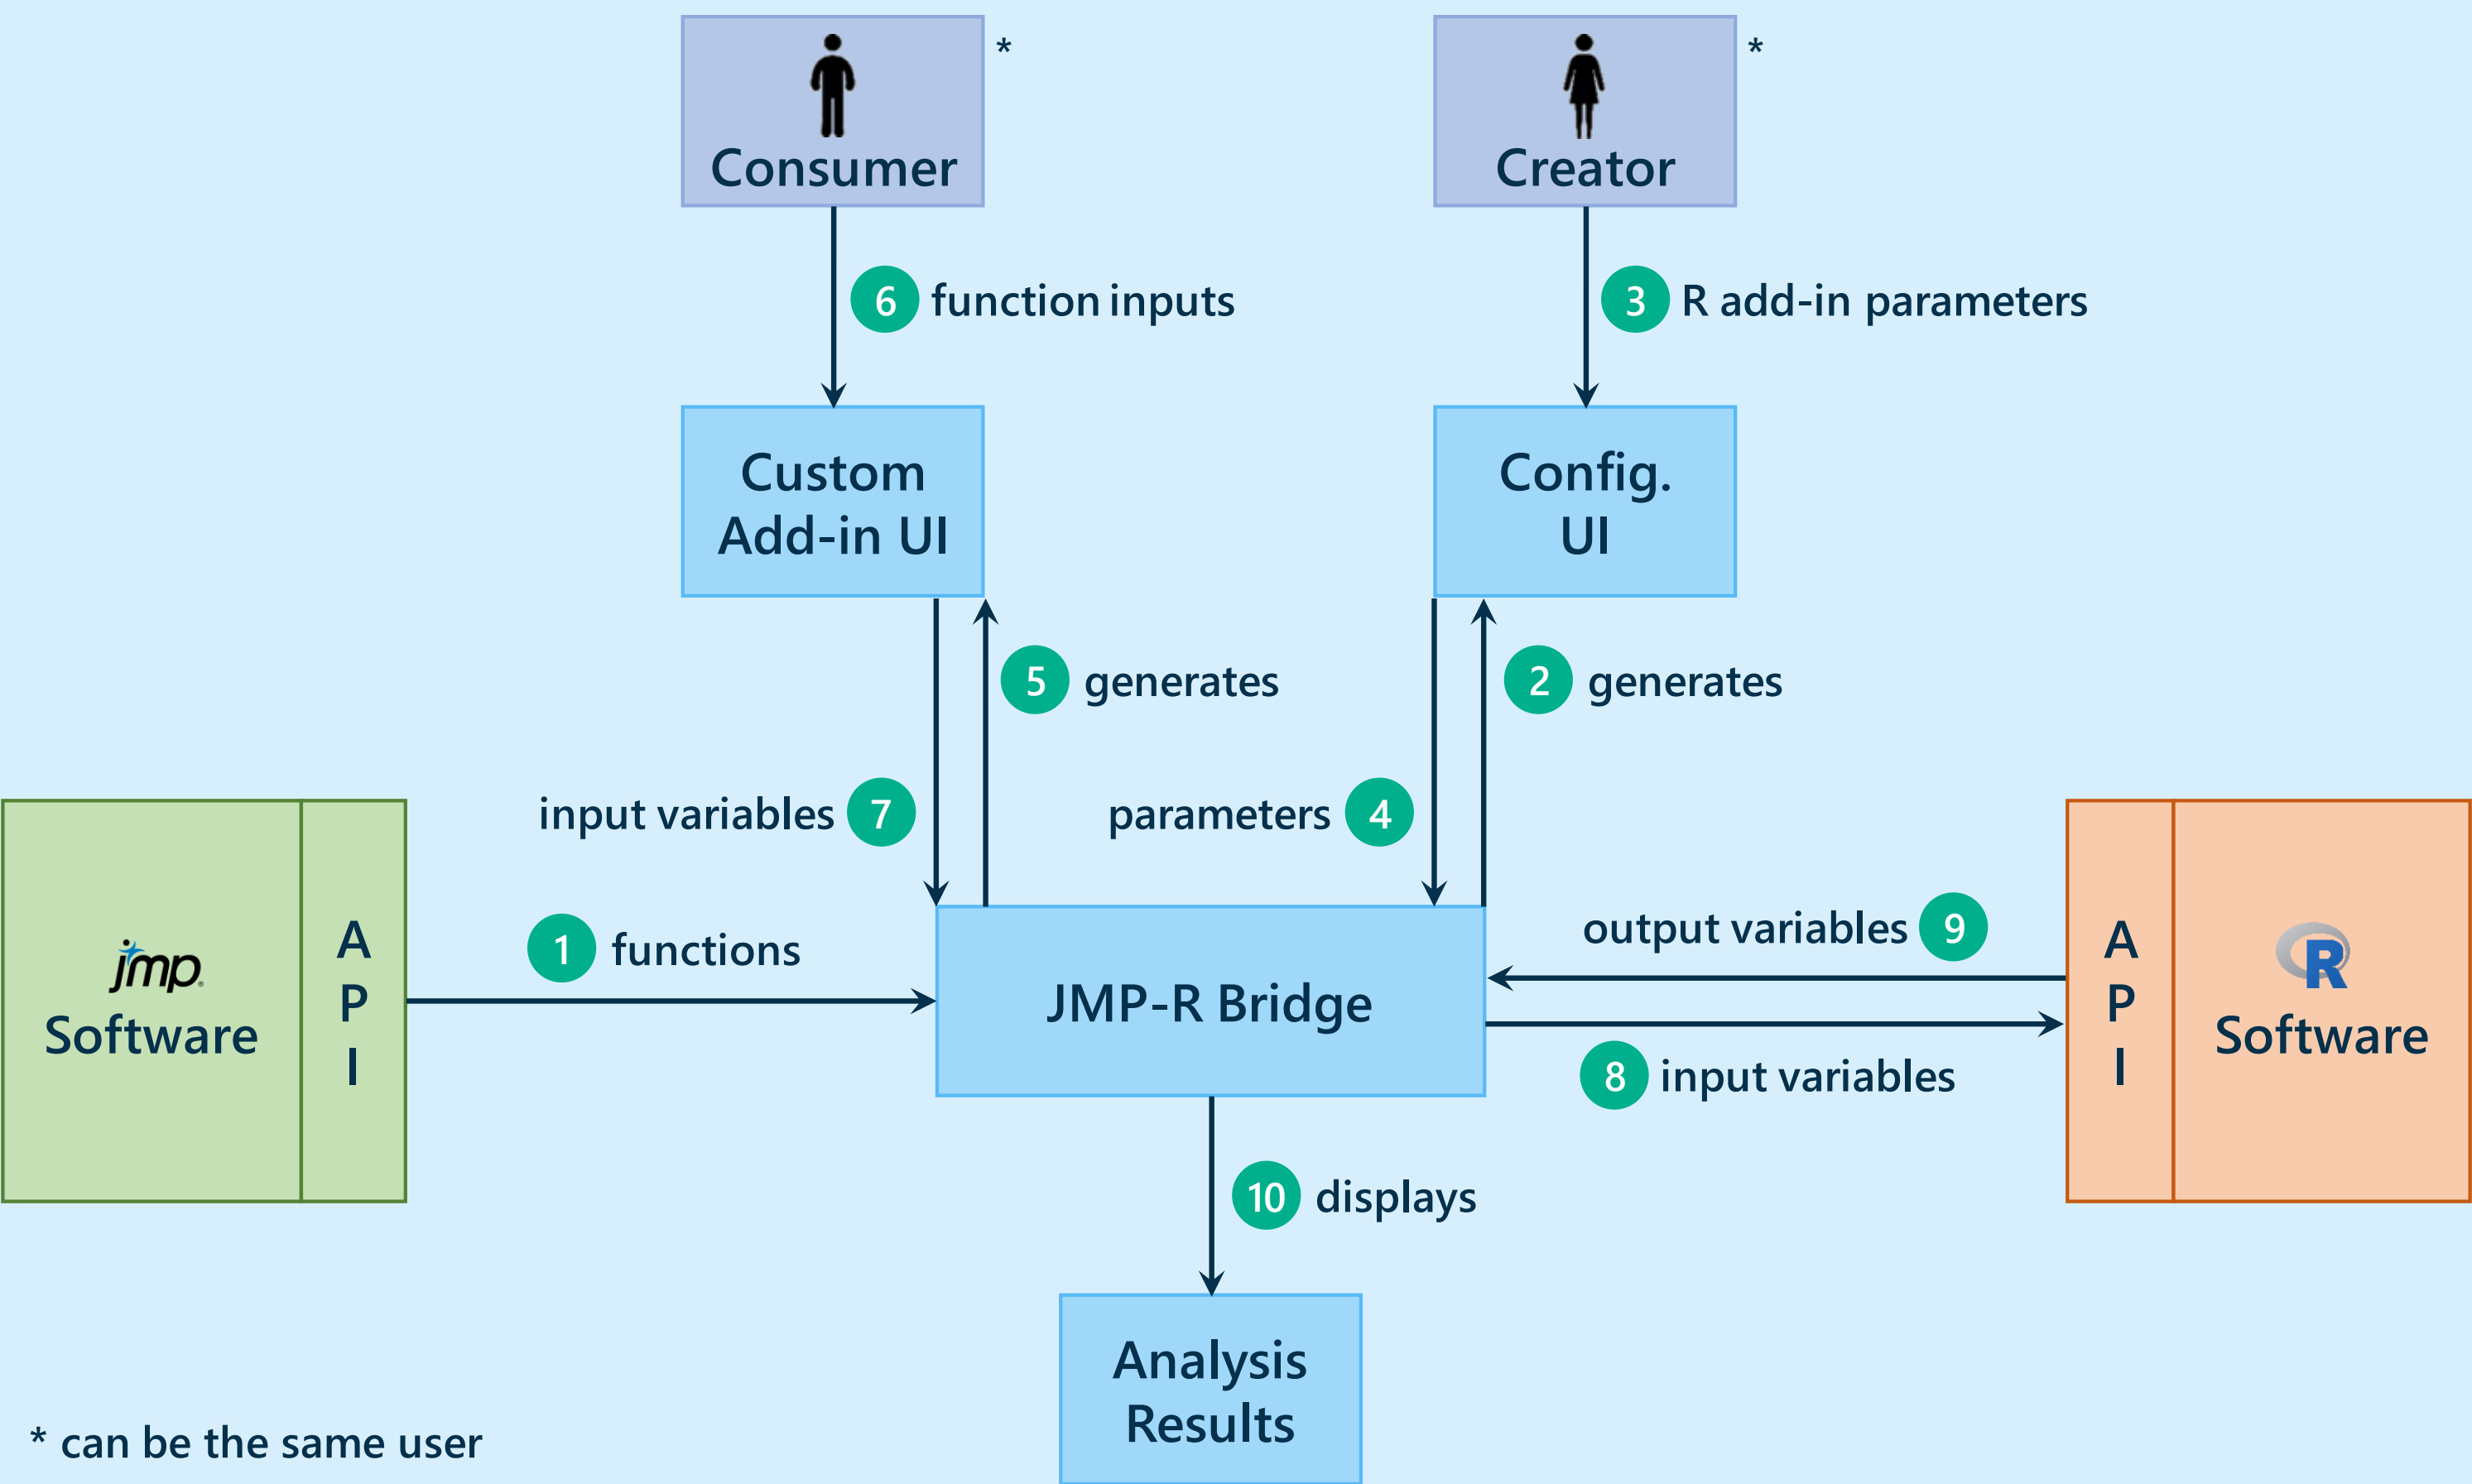 *
*
Consumer
Creator
6 function inputs
3 R add-in parameters
Custom
Add-in UI
Config.
UI
5 generates
2 generates
input variables 7
parameters 4
jmp
Software
A
P
I
1 functions
JMP-R Bridge
output variables 9
8 input variables
A
P
I
R
Software
10 displays
Analysis
Results
* can be the same user